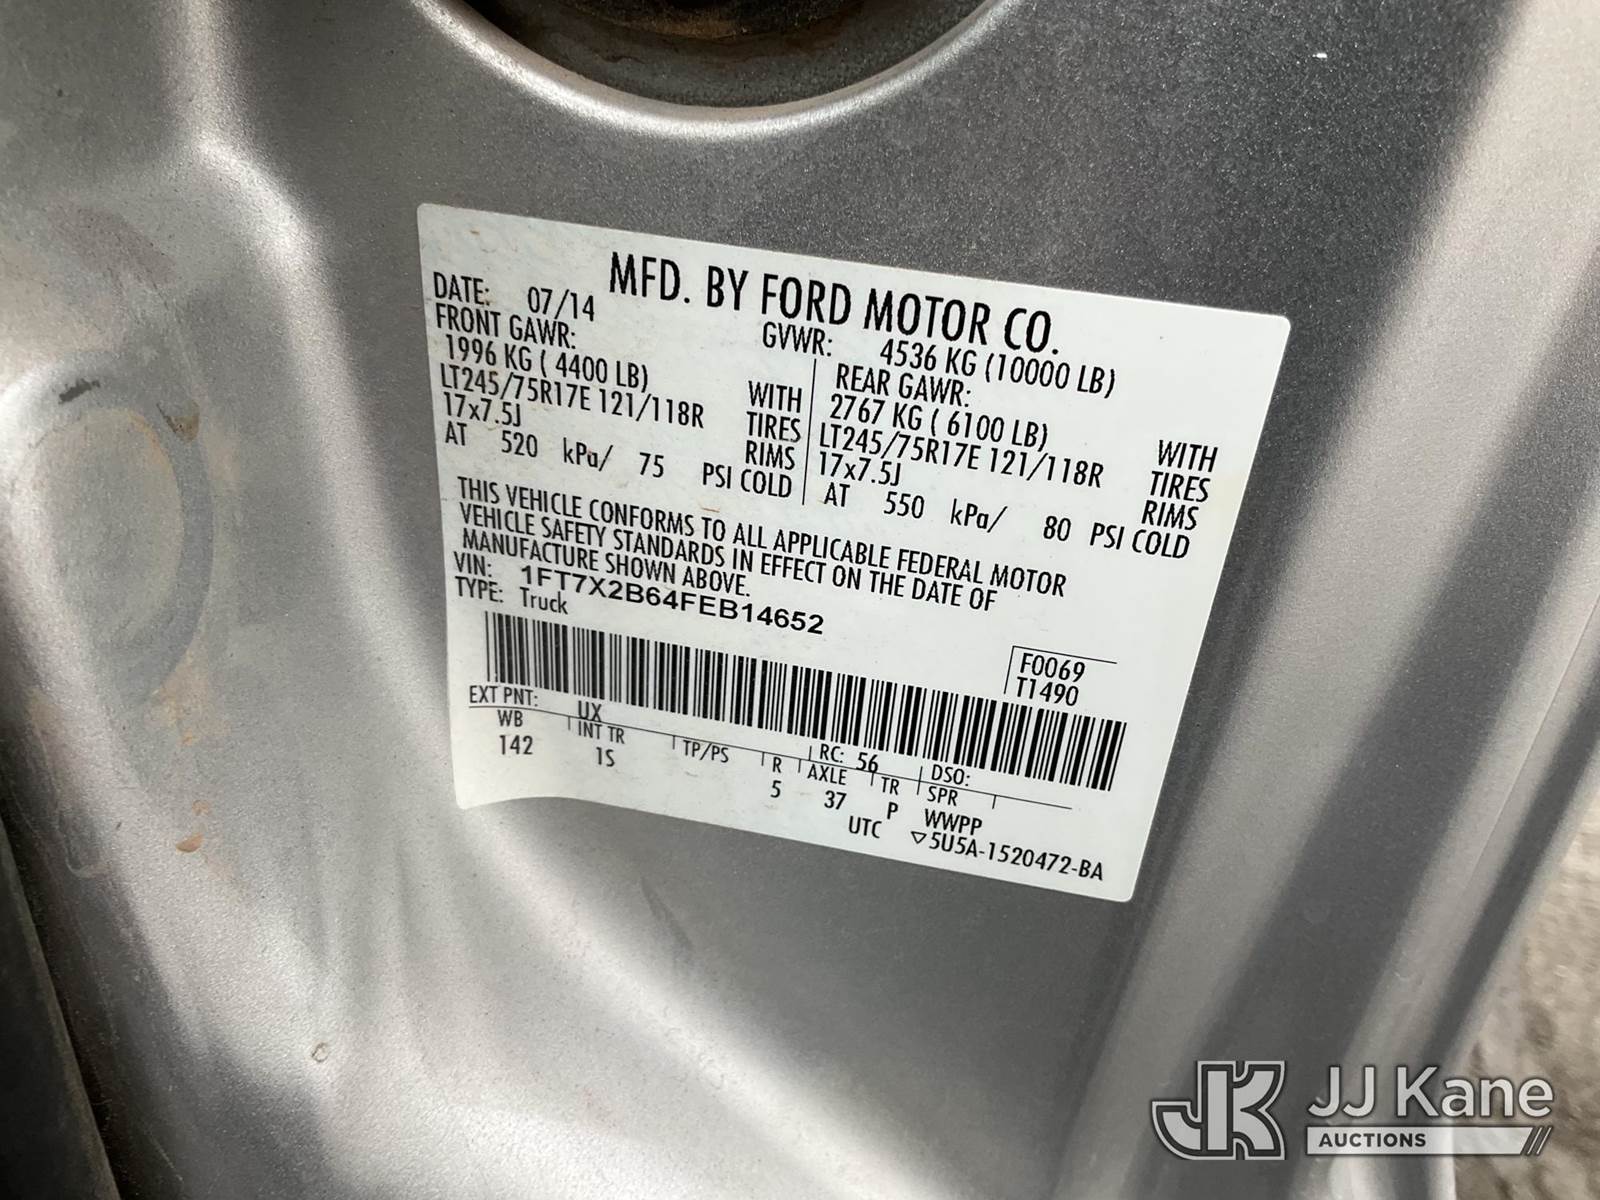 MFD. BY FORD MOTOR CO.
DATE: 07/14 GVWR: 4536 KG (10000 LB)
FRONT GAWR: REAR GAWR:
1996 KG ( 4400 LB) WITH 2767 KG ( 6100 LB) WITH
LT245/75R17E 121/118R TIRES LT245/75R17E 121/118R TIRES
17x7.5J RIMS 17x7.5J RIMS
AT 520 kPa/ 75 PSI COLD AT 550 kPa/ 80 PSI COLD
THIS VEHICLE CONFORMS TO ALL APPLICABLE FEDERAL MOTOR
VEHICLE SAFETY STANDARDS IN EFFECT ON THE DATE OF
MANUFACTURE SHOWN ABOVE.
VIN: 1FT7X2B64FEB14652
TYPE: Truck
F0069
T1490
EXT PNT: UX RC: 56 DSO:
WB INT TR TP/PS R AXLE TR SPR
142 1S 5 37 P WWPP
UTC ▽5U5A-1520472-BA
JK JJ Kane
AUCTIONS